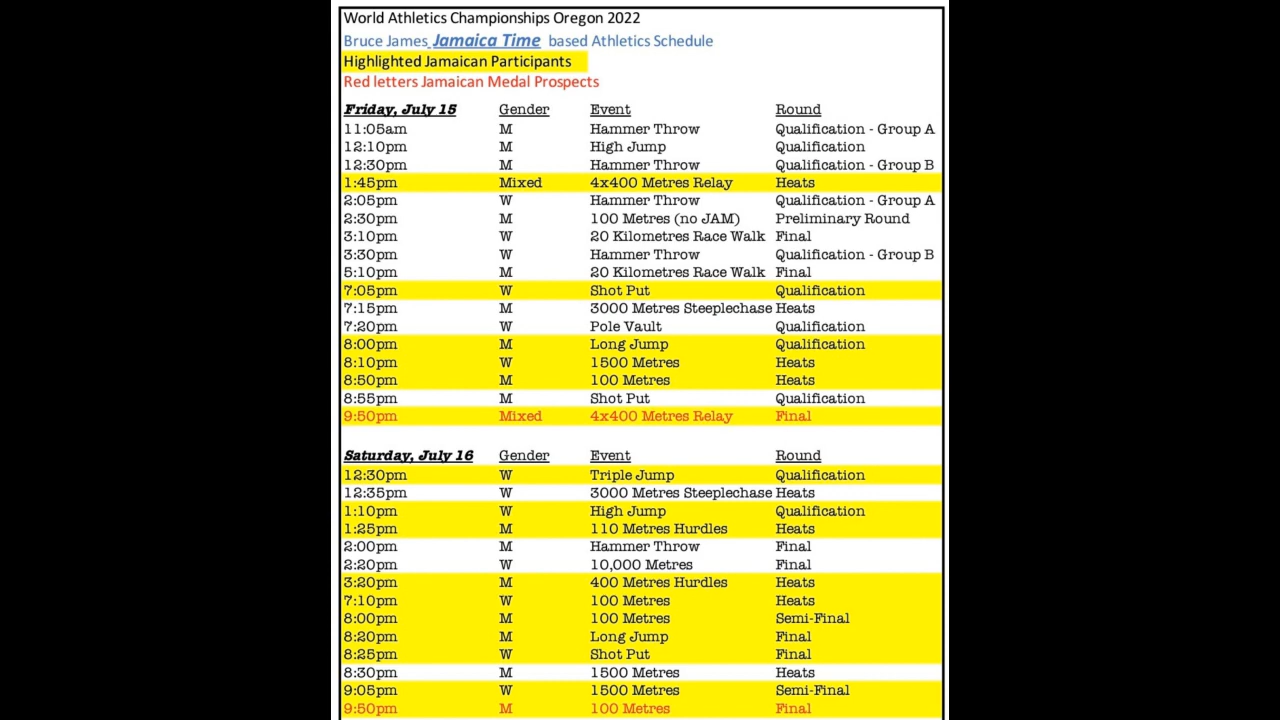 World Athletics Championships Oregon 2022
Bruce James Jamaica Time based Athletics Schedule
Highlighted Jamaican Participants
Red letters Jamaican Medal Prospects
Friday, July 15 Gender Event Round
11:05am M Hammer Throw Qualification - Group A
12:10pm M High Jump Qualification
12:30pm M Hammer Throw Qualification - Group B
1:45pm Mixed 4x400 Metres Relay Heats
2:05pm W Hammer Throw Qualification - Group A
2:30pm M 100 Metres (no JAM) Preliminary Round
3:10pm W 20 Kilometres Race Walk Final
3:30pm W Hammer Throw Qualification - Group B
5:10pm M 20 Kilometres Race Walk Final
7:05pm W Shot Put Qualification
7:15pm M 3000 Metres Steeplechase Heats
7:20pm W Pole Vault Qualification
8:00pm M Long Jump Qualification
8:10pm W 1500 Metres Heats
8:50pm M 100 Metres Heats
8:55pm M Shot Put Qualification
9:50pm Mixed 4x400 Metres Relay Final
Saturday, July 16 Gender Event Round
12:30pm W Triple Jump Qualification
12:35pm W 3000 Metres Steeplechase Heats
1:10pm W High Jump Qualification
1:25pm M 110 Metres Hurdles Heats
2:00pm M Hammer Throw Final
2:20pm W 10,000 Metres Final
3:20pm M 400 Metres Hurdles Heats
7:10pm W 100 Metres Heats
8:00pm M 100 Metres Semi-Final
8:20pm M Long Jump Final
8:25pm W Shot Put Final
8:30pm M 1500 Metres Heats
9:05pm W 1500 Metres Semi-Final
9:50pm M 100 Metres Final